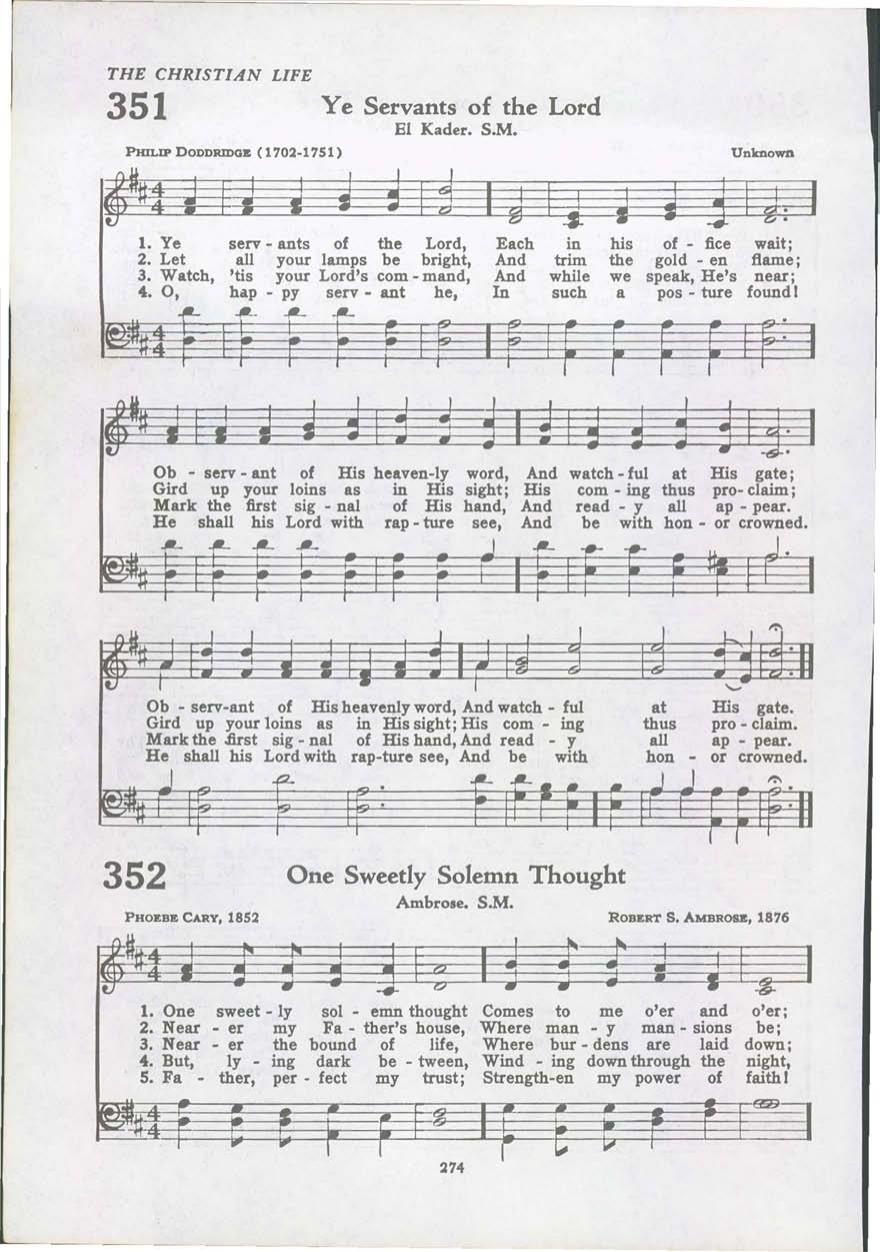 THE CHRISTIAN LIFE
351 Ye Servants of the Lord
El Kader. S.M.
PHILIP DODDRIDGE (1702-1751) Unknown
1. Ye serv - ants of the Lord, Each in his of - fice wait;
2. Let all your lamps be bright, And trim the gold - en flame;
3. Watch, 'tis your Lord's com - mand, And while we speak, He's near;
4. O, hap - py serv - ant he, In such a pos - ture found!
Ob - serv - ant of His heaven-ly word, And watch - ful at His gate;
Gird up your loins as in His sight; His com - ing thus pro- claim;
Mark the first sig - nal of His hand, And read - y all ap - pear.
He shall his Lord with rap - ture see, And be with hon - or crowned.
Ob - serv-ant of His heavenly word, And watch - ful at His gate.
Gird up your loins as in His sight; His com - ing thus pro - claim.
Mark the first sig - nal of His hand, And read - y all ap - pear.
He shall his Lord with rap-ture see, And be with hon - or crowned.
352 One Sweetly Solemn Thought
Ambrose. S.M.
PHOEBE CARY, 1852 ROBERT S. AMBROSE, 1876
1. One sweet - ly sol - emn thought Comes to me o'er and o'er;
2. Near - er my Fa - ther's house, Where man - y man - sions be;
3. Near - er the bound of life, Where bur - dens are laid down;
4. But, ly - ing dark be - tween, Wind - ing down through the night,
5. Fa - ther, per - fect my trust; Strength-en my power of faith!
274